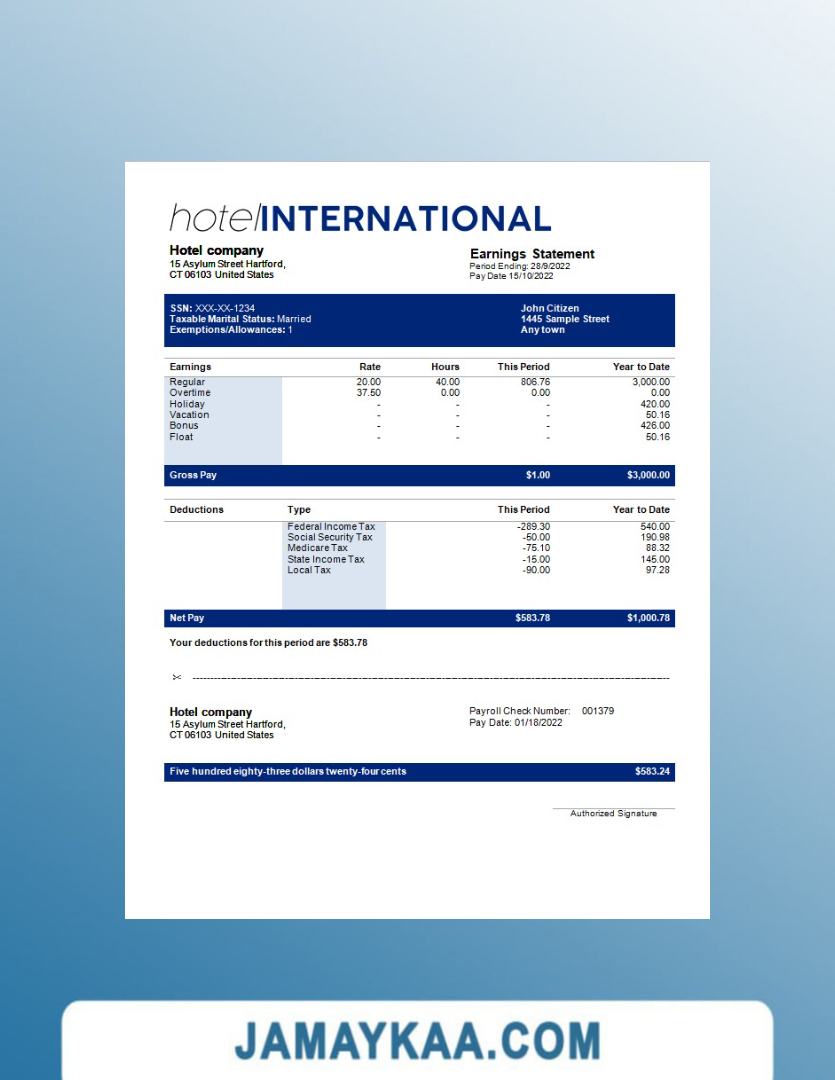 hotelINTERNATIONAL
Hotel company
15 Asylum Street Hartford,
CT 06103 United States
Earnings Statement
Period Ending: 28/9/2022
Pay Date 15/10/2022
SSN: XXX-XX-1234
Taxable Marital Status: Married
Exemptions/Allowances: 1
John Citizen
1445 Sample Street
Any town
Earnings Rate Hours This Period Year to Date
Regular 20.00 40.00 806.76 3,000.00
Overtime 37.50 0.00 0.00 0.00
Holiday - - - 420.00
Vacation - - - 50.16
Bonus - - - 426.00
Float - - - 50.16
Gross Pay $1.00 $3,000.00
Deductions Type This Period Year to Date
Federal Income Tax -289.30 540.00
Social Security Tax -50.00 190.98
Medicare Tax -75.10 88.32
State Income Tax -15.00 145.00
Local Tax -90.00 97.28
Net Pay $583.78 $1,000.78
Your deductions for this period are $583.78
Hotel company
15 Asylum Street Hartford,
CT 06103 United States
Payroll Check Number: 001379
Pay Date: 01/18/2022
Five hundred eighty-three dollars twenty-four cents $583.24
Authorized Signature
JAMAYKAA.COM